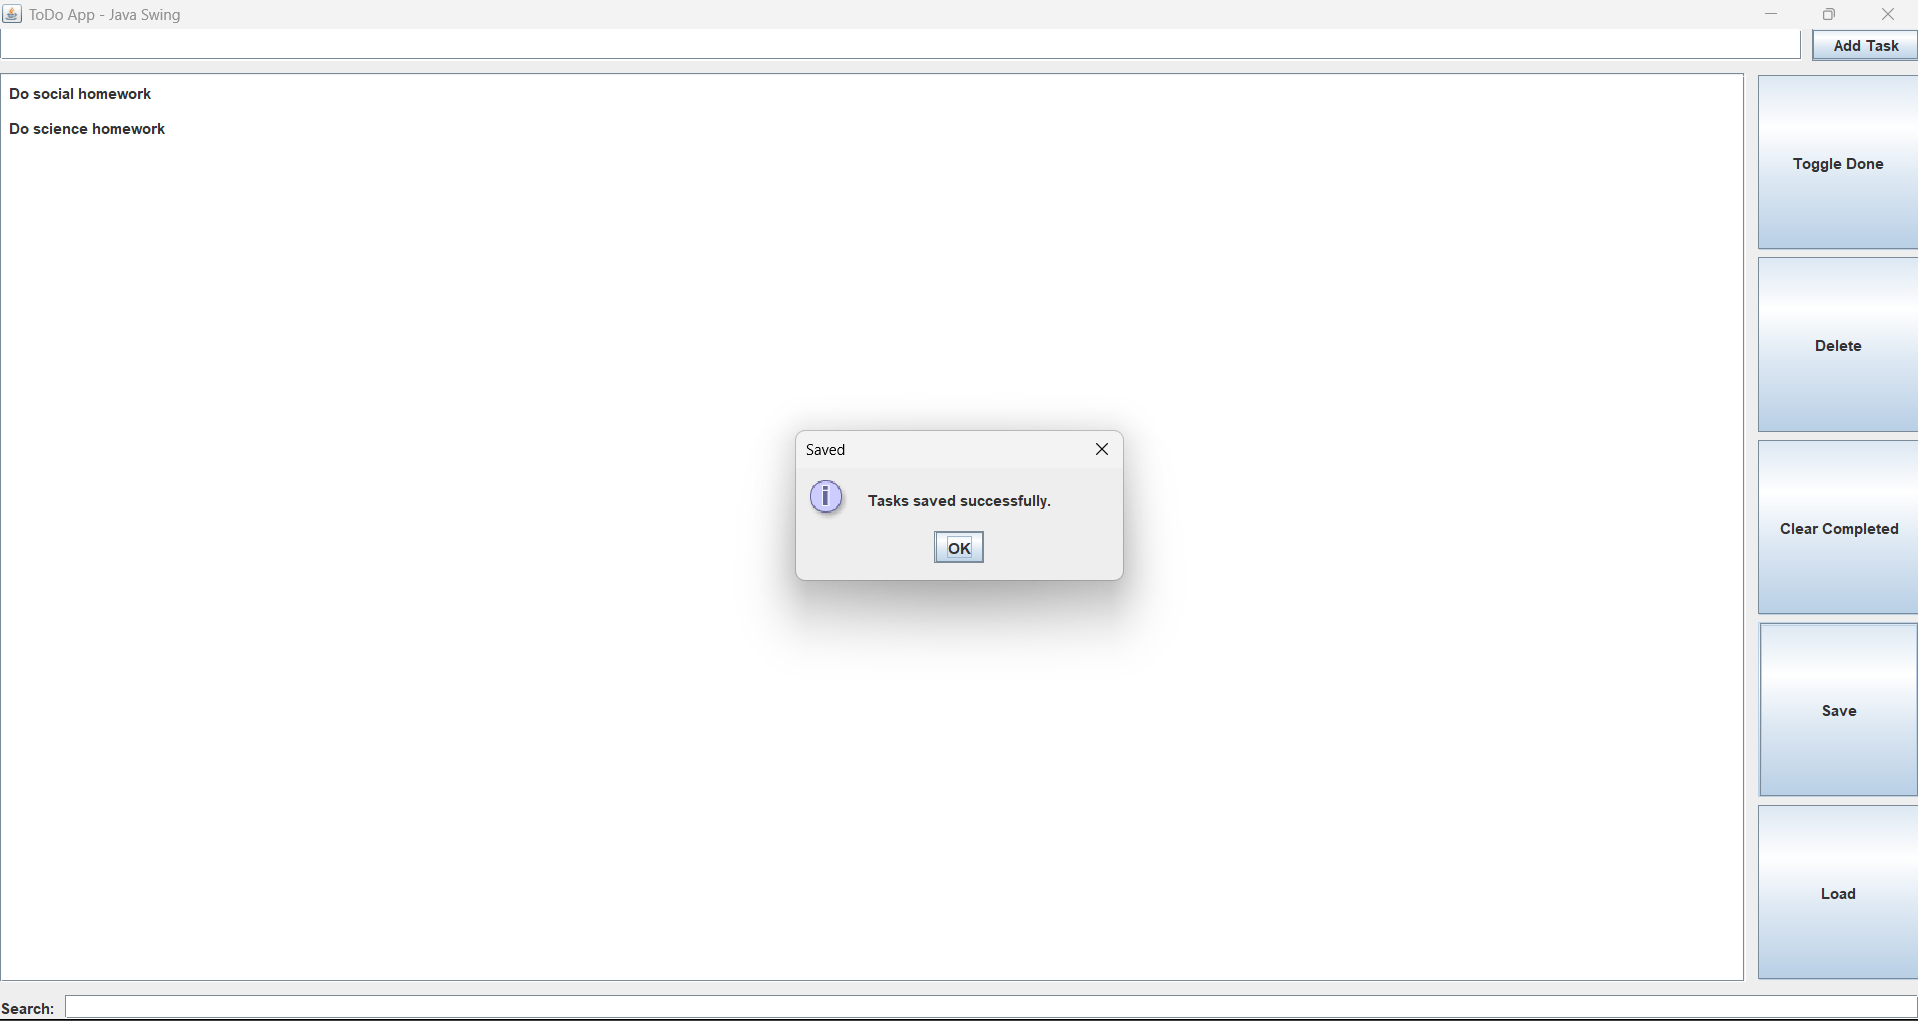 ToDo App - Java Swing
Add Task
Do social homework
Do science homework
Toggle Done
Delete
Clear Completed
Save
Load
Saved
i
Tasks saved successfully.
OK
Search: